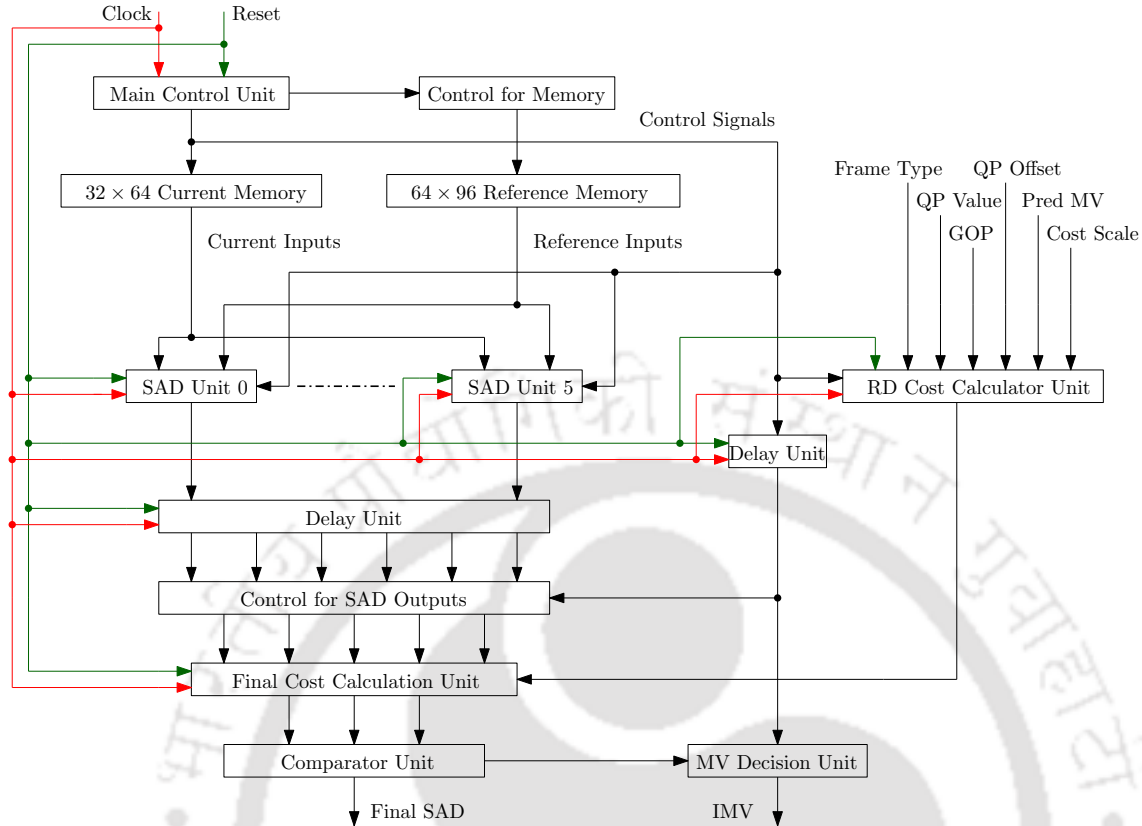 Clock
Reset
Main Control Unit
Control for Memory
Control Signals
32 × 64 Current Memory
64 × 96 Reference Memory
Frame Type
QP Offset
QP Value
Pred MV
GOP
Cost Scale
Current Inputs
Reference Inputs
SAD Unit 0
SAD Unit 5
RD Cost Calculator Unit
Delay Unit
Delay Unit
Control for SAD Outputs
Final Cost Calculation Unit
Comparator Unit
MV Decision Unit
Final SAD
IMV